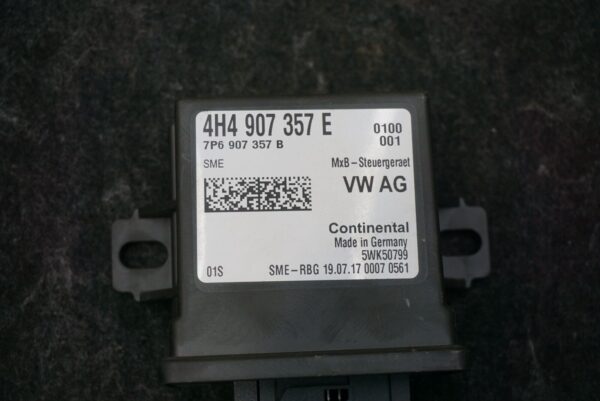 4H4 907 357 E
7P6 907 357 B
0100
001
SME
MxB-Steuergeraet
VW AG
Continental
Made in Germany
5WK50799
01S
SME-RBG 19.07.17 0007 0561